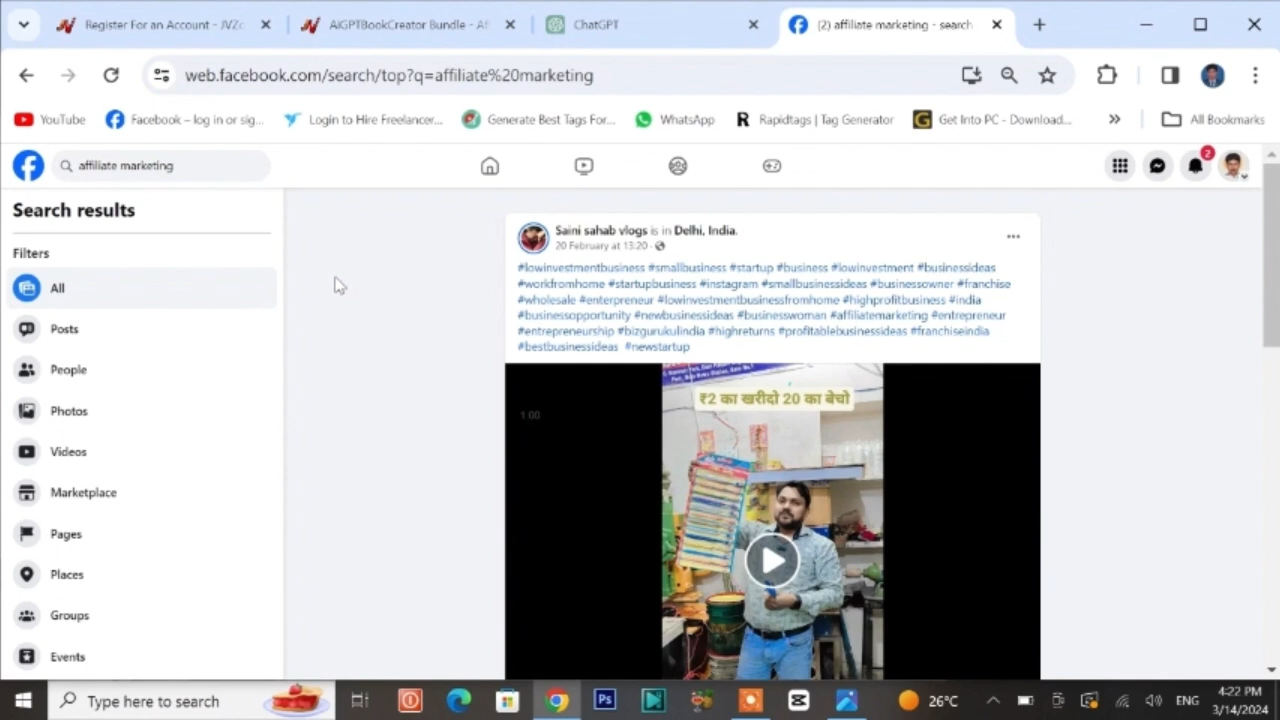 Register For an Account - JVZo
AiGPTBookCreator Bundle - Af
ChatGPT
(2) affiliate marketing - search
web.facebook.com/search/top?q=affiliate%20marketing
YouTube
Facebook – log in or sig...
Login to Hire Freelancer...
Generate Best Tags For...
WhatsApp
Rapidtags | Tag Generator
Get Into PC - Download...
All Bookmarks
affiliate marketing
2
Search results
Filters
All
Posts
People
Photos
Videos
Marketplace
Pages
Places
Groups
Events
Saini sahab vlogs is in Delhi, India.
20 February at 13:20
#lowinvestmentbusiness #smallbusiness #startup #business #lowinvestment #businessideas
#workfromhome #startupbusiness #instagram #smallbusinessideas #businessowner #franchise
#wholesale #enterpreneur #lowinvestmentbusinessfromhome #highprofitbusiness #india
#businessopportunity #newbusinessideas #businesswoman #affiliatemarketing #entrepreneur
#entrepreneurship #bizgurukulindia #highreturns #profitablebusinessideas #franchiseindia
#bestbusinessideas #newstartup
₹2 का खरीदो 20 का बेचो
1:00
Type here to search
Ps
26°C
ENG
4:22 PM
3/14/2024